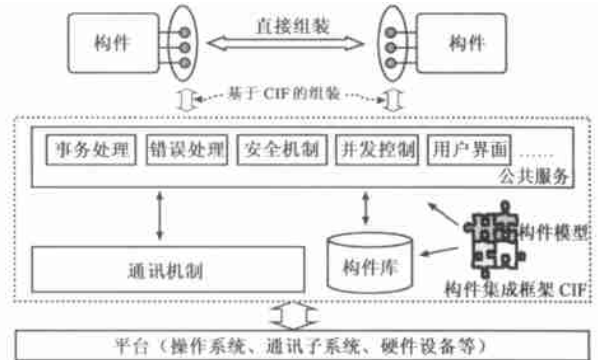 构件 直接组装 构件
基于 CIF 的组装
事务处理 错误处理 安全机制 并发控制 用户界面 ……
公共服务
构件模型
通讯机制 构件库
构件集成框架 CIF
平台（操作系统、通讯子系统、硬件设备等）